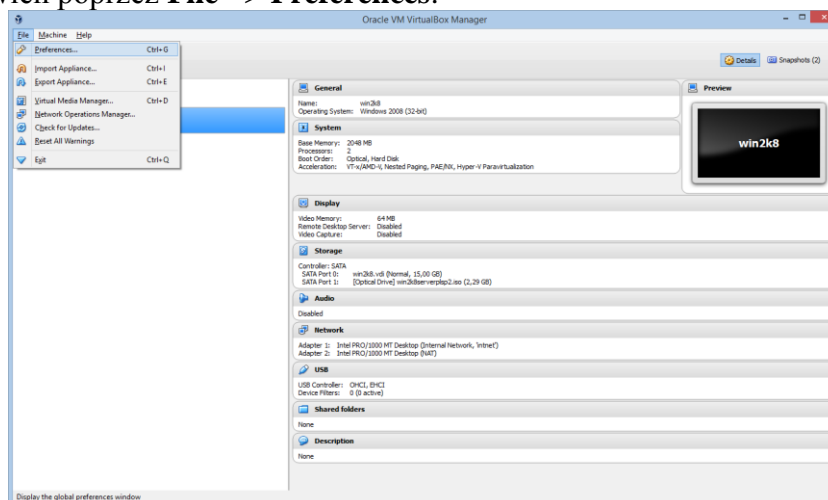 poprzez File -> Preferences.
Oracle VM VirtualBox Manager
File Machine Help
Preferences... Ctrl+G
Import Appliance... Ctrl+I
Export Appliance... Ctrl+E
Virtual Media Manager... Ctrl+D
Network Operations Manager...
Check for Updates...
Reset All Warnings
Exit Ctrl+Q
Details Snapshots (2)
General
Name: win2k8
Operating System: Windows 2008 (32-bit)
System
Base Memory: 2048 MB
Processors: 2
Boot Order: Optical, Hard Disk
Acceleration: VT-x/AMD-V, Nested Paging, PAE/NX, Hyper-V Paravirtualization
Preview
win2k8
Display
Video Memory: 64 MB
Remote Desktop Server: Disabled
Video Capture: Disabled
Storage
Controller: SATA
SATA Port 0: win2k8.vdi (Normal, 15,00 GB)
SATA Port 1: [Optical Drive] win2k8serverplsp2.iso (2,29 GB)
Audio
Disabled
Network
Adapter 1: Intel PRO/1000 MT Desktop (Internal Network, 'intnet')
Adapter 2: Intel PRO/1000 MT Desktop (NAT)
USB
USB Controller: OHCI, EHCI
Device Filters: 0 (0 active)
Shared folders
None
Description
None
Display the global preferences window